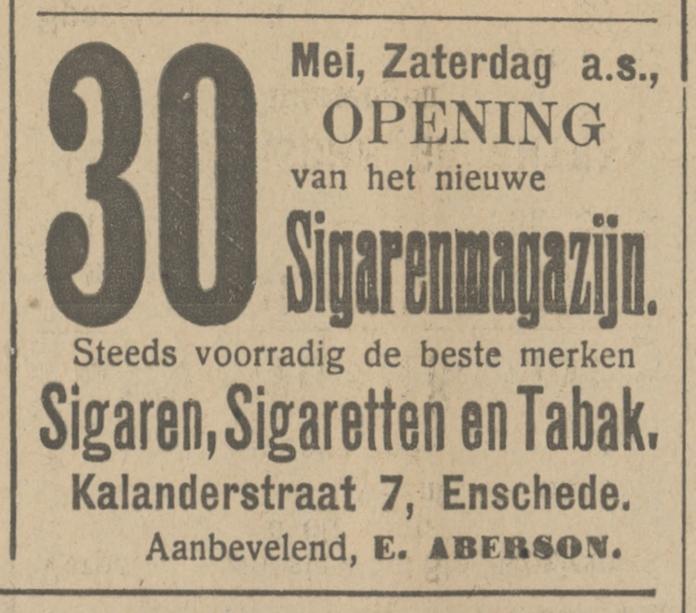 30 Mei, Zaterdag a.s.,
OPENING
van het nieuwe
Sigarenmagazijn.
Steeds voorradig de beste merken
Sigaren, Sigaretten en Tabak.
Kalanderstraat 7, Enschede.
Aanbevelend, E. ABERSON.